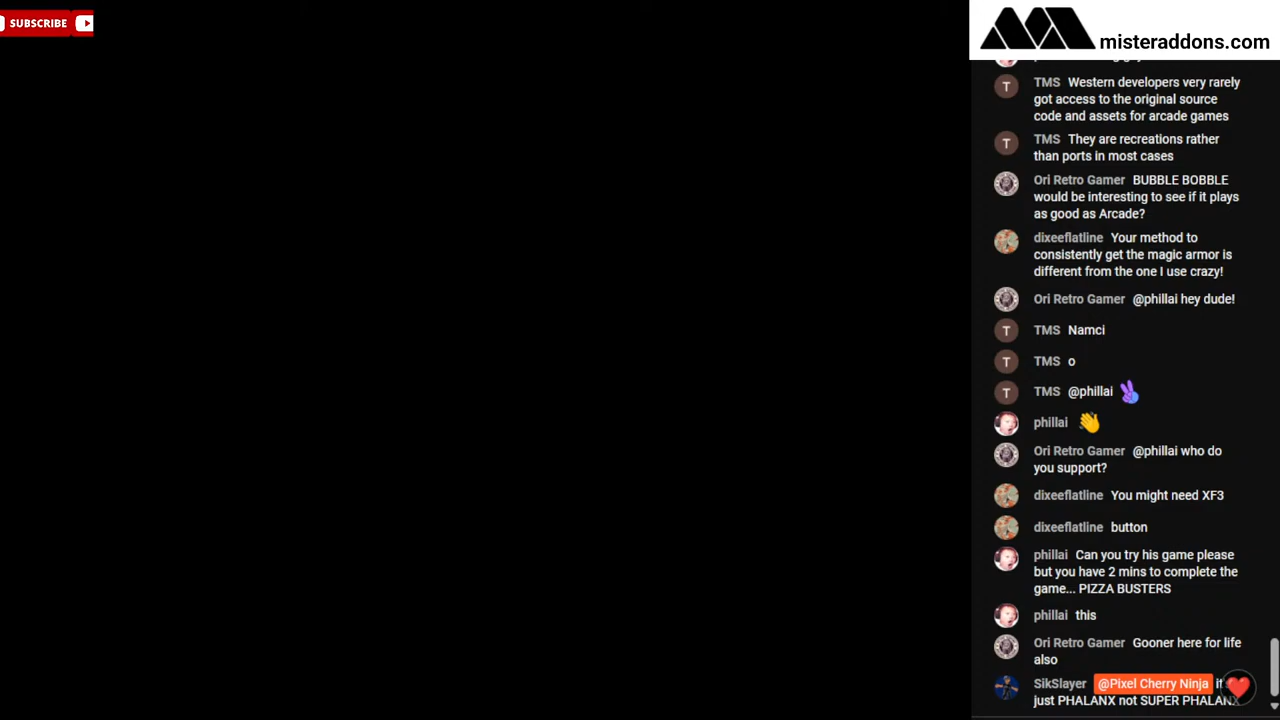 SUBSCRIBE
misteraddons.com
TMS Western developers very rarely
got access to the original source
code and assets for arcade games
T
TMS They are recreations rather
than ports in most cases
T
Ori Retro Gamer BUBBLE BOBBLE
would be interesting to see if it plays
as good as Arcade?
dixeeflatline Your method to
consistently get the magic armor is
different from the one I use crazy!
Ori Retro Gamer @phillai hey dude!
T
TMS Namci
T
TMS o
T
TMS @phillai
phillai
Ori Retro Gamer @phillai who do
you support?
dixeeflatline You might need XF3
dixeeflatline button
phillai Can you try his game please
but you have 2 mins to complete the
game... PIZZA BUSTERS
phillai this
Ori Retro Gamer Gooner here for life
also
SikSlayer @Pixel Cherry Ninja
just PHALANX not SUPER PHALANX